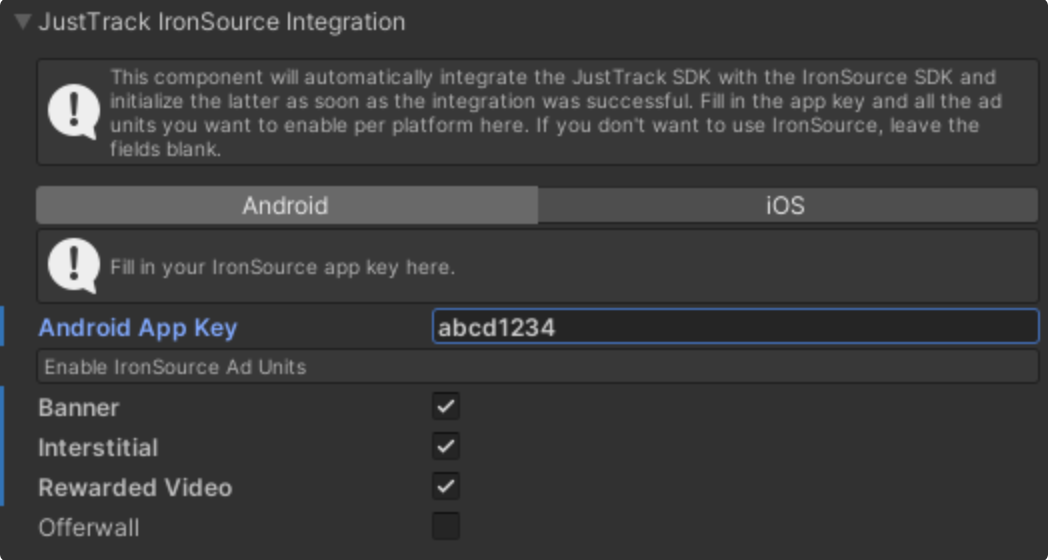 JustTrack IronSource Integration
This component will automatically integrate the JustTrack SDK with the IronSource SDK and
initialize the latter as soon as the integration was successful. Fill in the app key and all the ad
units you want to enable per platform here. If you don't want to use IronSource, leave the
fields blank.
Android iOS
Fill in your IronSource app key here.
Android App Key abcd1234
Enable IronSource Ad Units
Banner
Interstitial
Rewarded Video
Offerwall